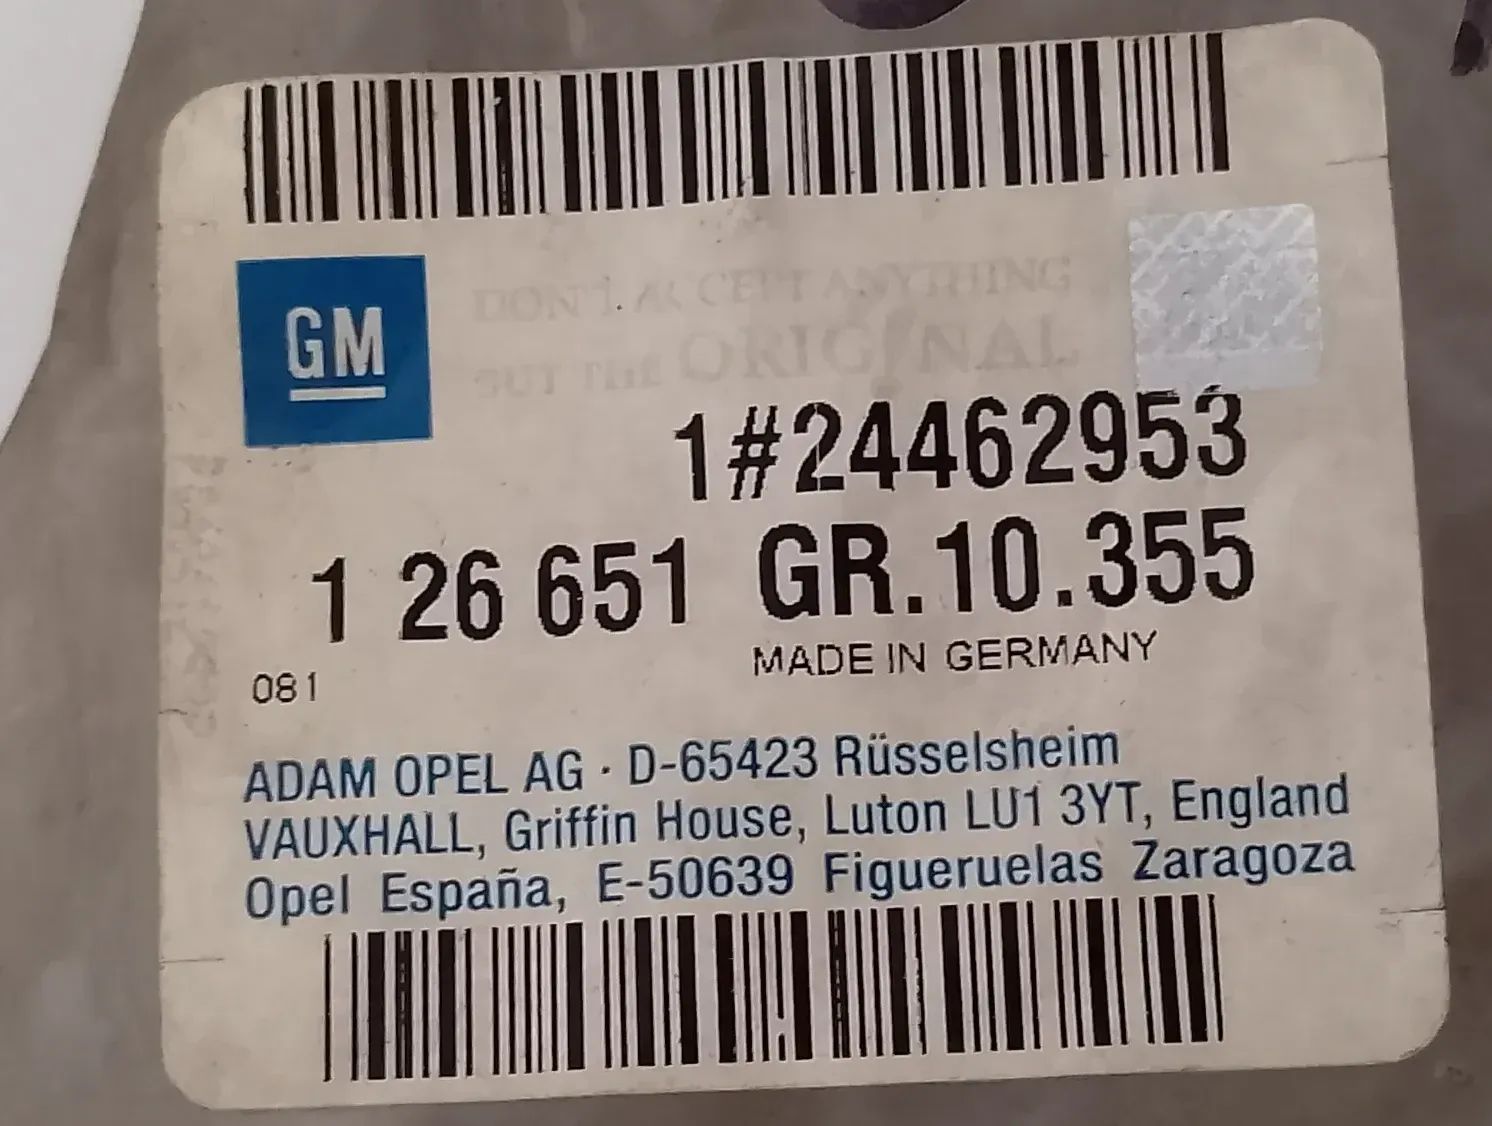 GM
DON'T ACCEPT ANYTHING
BUT THE ORIGINAL
1#24462953
1 26 651 GR.10.355
MADE IN GERMANY
081
ADAM OPEL AG · D-65423 Rüsselsheim
VAUXHALL, Griffin House, Luton LU1 3YT, England
Opel España, E-50639 Figueruelas Zaragoza